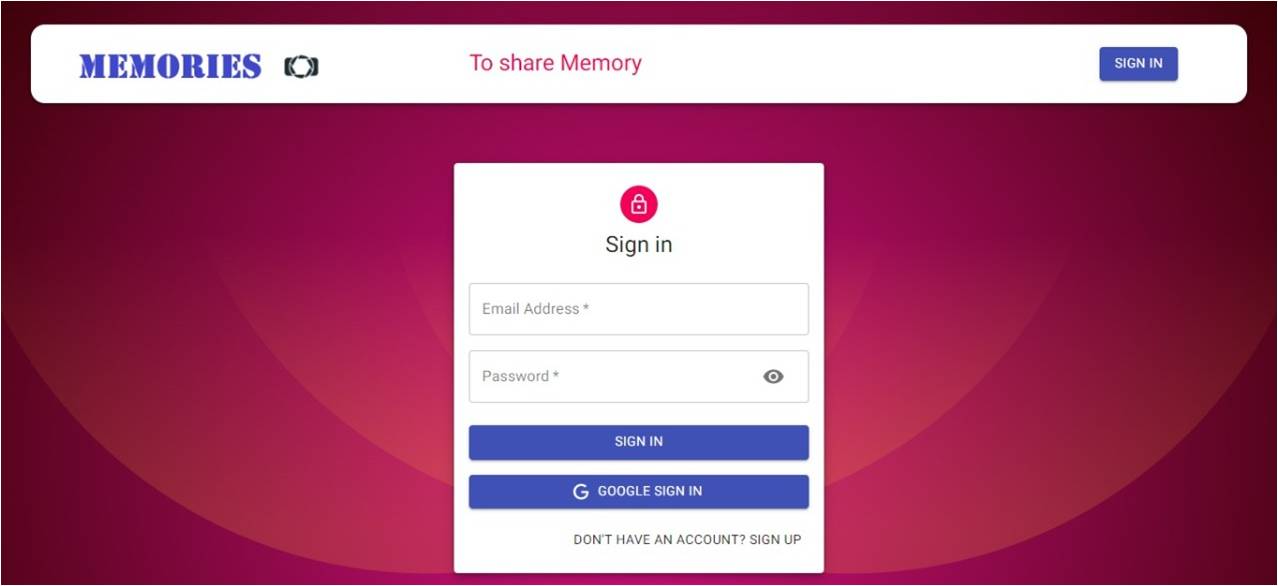 MEMORIES
To share Memory
SIGN IN
Sign in
Email Address *
Password *
SIGN IN
GOOGLE SIGN IN
DON'T HAVE AN ACCOUNT? SIGN UP